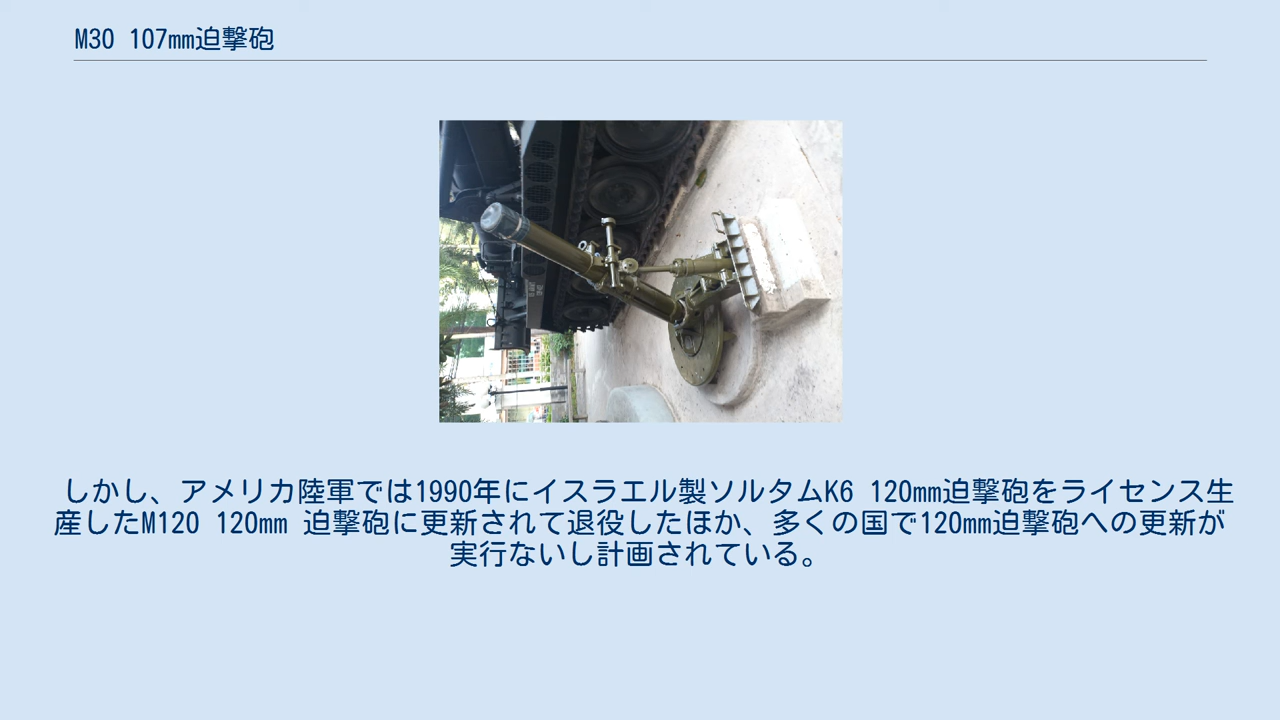 M30 107mm迫撃砲
しかし、アメリカ陸軍では1990年にイスラエル製ソルタムK6 120mm迫撃砲をライセンス生
産したM120 120mm 迫撃砲に更新されて退役したほか、多くの国で120mm迫撃砲への更新が
実行ないし計画されている。